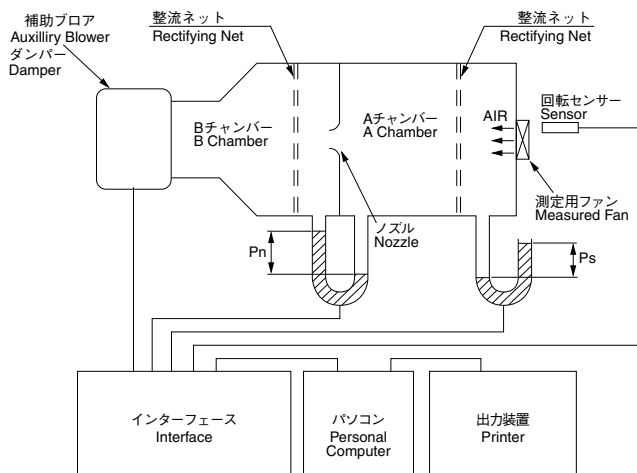 補助ブロア
Auxilliry Blower
ダンパー
Damper
整流ネット
Rectifying Net
整流ネット
Rectifying Net
Bチャンバー
B Chamber
Aチャンバー
A Chamber
AIR
回転センサー
Sensor
測定用ファン
Measured Fan
ノズル
Nozzle
Pn
Ps
インターフェース
Interface
パソコン
Personal
Computer
出力装置
Printer